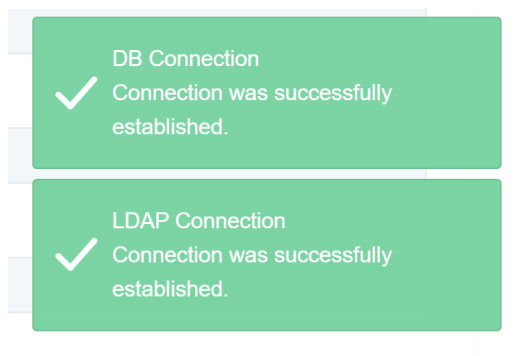 DB Connection
Connection was successfully
established.
LDAP Connection
Connection was successfully
established.